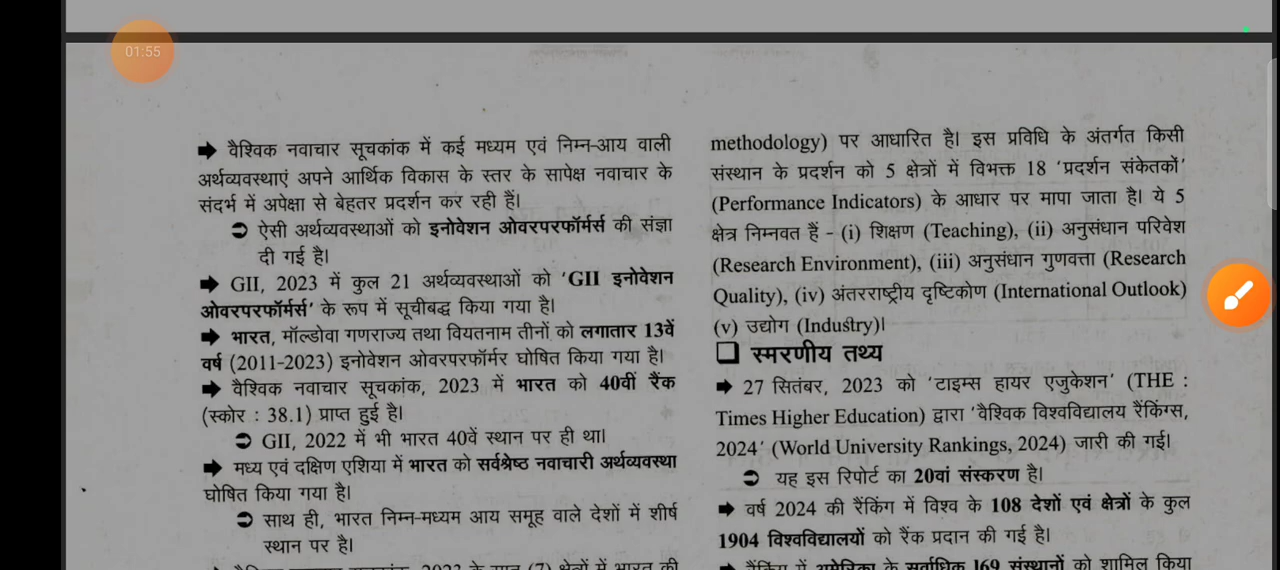 01:55
➡ वैश्विक नवाचार सूचकांक में कई मध्यम एवं निम्न-आय वाली
अर्थव्यवस्थाएं अपने आर्थिक विकास के स्तर के सापेक्ष नवाचार के
संदर्भ में अपेक्षा से बेहतर प्रदर्शन कर रही हैं।
➲ ऐसी अर्थव्यवस्थाओं को इनोवेशन ओवरपरफॉर्मर्स की संज्ञा
दी गई है।
➡ GII, 2023 में कुल 21 अर्थव्यवस्थाओं को 'GII इनोवेशन
ओवरपरफॉर्मर्स' के रूप में सूचीबद्ध किया गया है।
➡ भारत, मॉल्डोवा गणराज्य तथा वियतनाम तीनों को लगातार 13वें
वर्ष (2011-2023) इनोवेशन ओवरपरफॉर्मर घोषित किया गया है।
➡ वैश्विक नवाचार सूचकांक, 2023 में भारत को 40वीं रैंक
(स्कोर : 38.1) प्राप्त हुई है।
➲ GII, 2022 में भी भारत 40वें स्थान पर ही था।
➡ मध्य एवं दक्षिण एशिया में भारत को सर्वश्रेष्ठ नवाचारी अर्थव्यवस्था
घोषित किया गया है।
➲ साथ ही, भारत निम्न-मध्यम आय समूह वाले देशों में शीर्ष
स्थान पर है।
methodology) पर आधारित है। इस प्रविधि के अंतर्गत किसी
संस्थान के प्रदर्शन को 5 क्षेत्रों में विभक्त 18 'प्रदर्शन संकेतकों'
(Performance Indicators) के आधार पर मापा जाता है। ये 5
क्षेत्र निम्नवत हैं - (i) शिक्षण (Teaching), (ii) अनुसंधान परिवेश
(Research Environment), (iii) अनुसंधान गुणवत्ता (Research
Quality), (iv) अंतरराष्ट्रीय दृष्टिकोण (International Outlook)
(v) उद्योग (Industry)।
❑ स्मरणीय तथ्य
➡ 27 सितंबर, 2023 को 'टाइम्स हायर एजुकेशन' (THE :
Times Higher Education) द्वारा 'वैश्विक विश्वविद्यालय रैंकिंग्स,
2024' (World University Rankings, 2024) जारी की गई।
➲ यह इस रिपोर्ट का 20वां संस्करण है।
➡ वर्ष 2024 की रैंकिंग में विश्व के 108 देशों एवं क्षेत्रों के कुल
1904 विश्वविद्यालयों को रैंक प्रदान की गई है।
➡ रैंकिंग में अमेरिका के सर्वाधिक 169 संस्थानों को शामिल किया